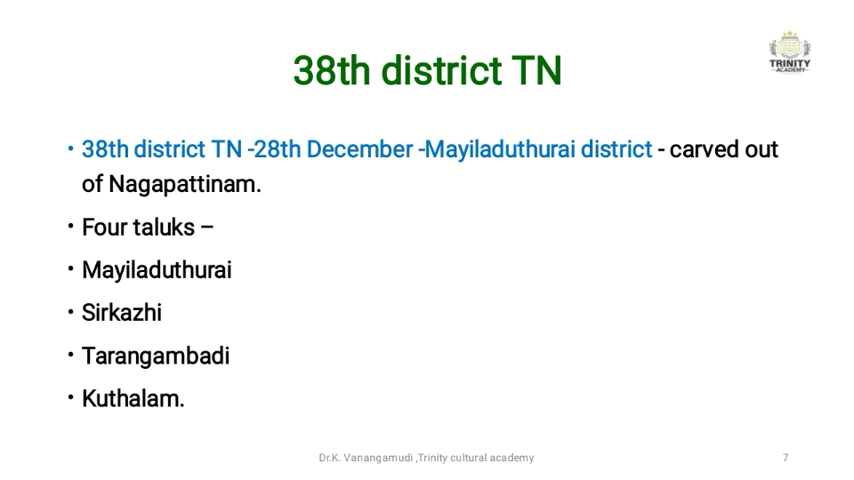 38th district TN
TRINITY
ACADEMY
• 38th district TN -28th December -Mayiladuthurai district - carved out
of Nagapattinam.
• Four taluks –
• Mayiladuthurai
• Sirkazhi
• Tarangambadi
• Kuthalam.
Dr.K. Vanangamudi ,Trinity cultural academy
7